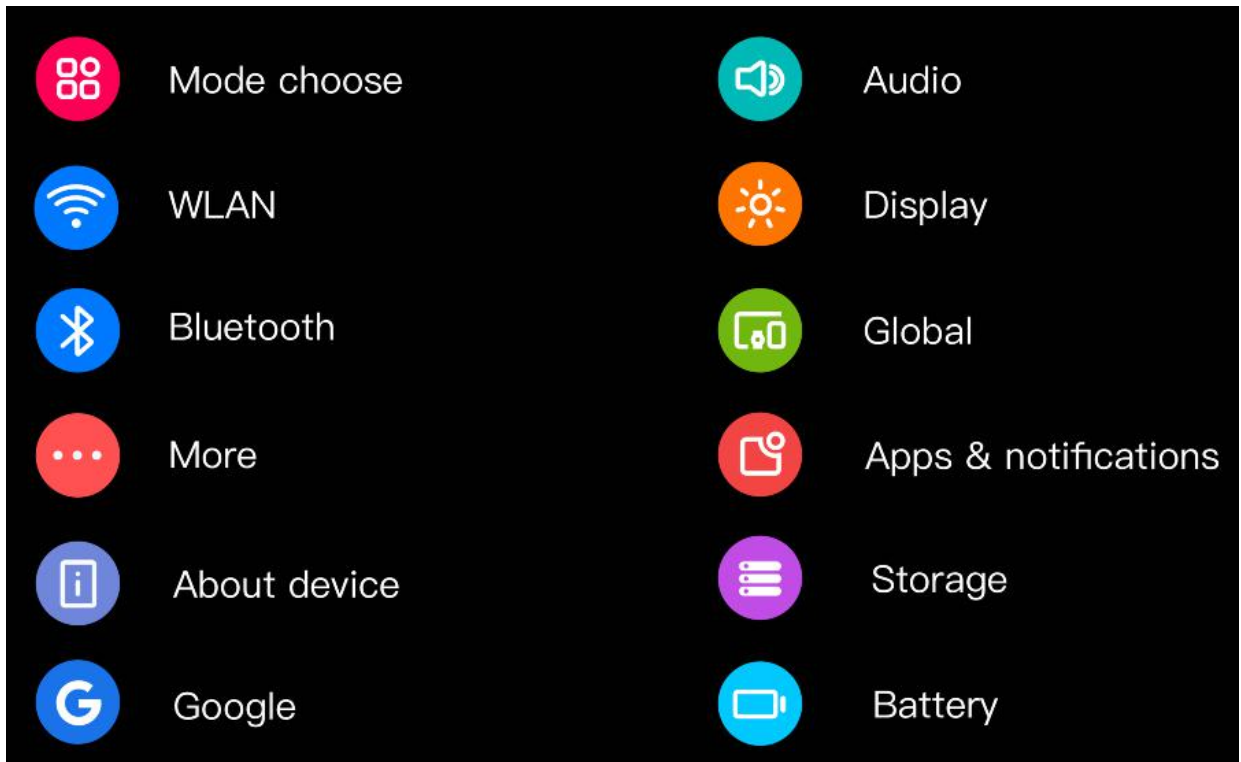 Mode choose
Audio
WLAN
Display
Bluetooth
Global
More
Apps & notifications
About device
Storage
Google
Battery